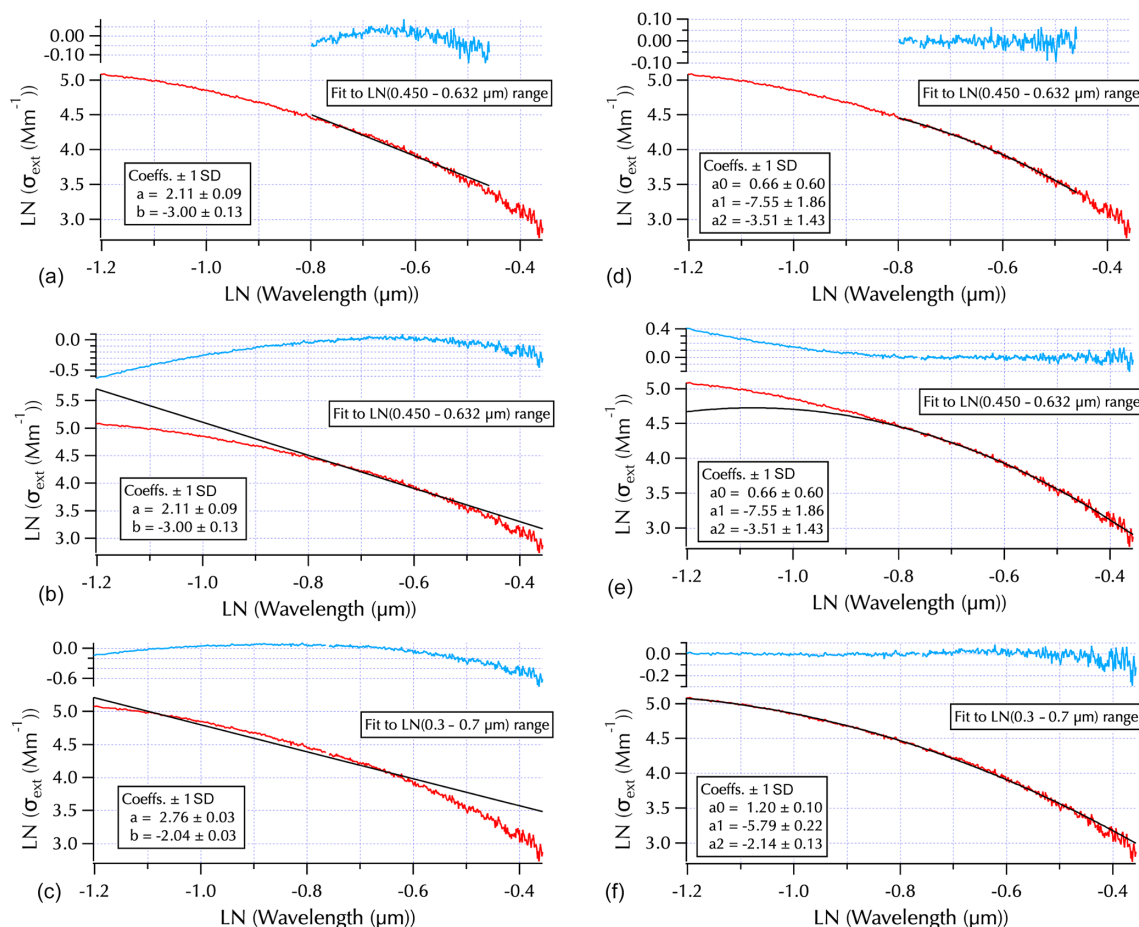 0.00
-0.10
5.0
4.5
4.0
3.5
3.0
LN (σext (Mm-1))
Fit to LN(0.450 – 0.632 µm) range
Coeffs. ± 1 SD
a = 2.11 ± 0.09
b = -3.00 ± 0.13
-1.2 -1.0 -0.8 -0.6 -0.4
LN (Wavelength (µm))
(a)
0.10
0.00
-0.10
5.0
4.5
4.0
3.5
3.0
LN (σext (Mm-1))
Fit to LN(0.450 – 0.632 µm) range
Coeffs. ± 1 SD
a0 = 0.66 ± 0.60
a1 = -7.55 ± 1.86
a2 = -3.51 ± 1.43
-1.2 -1.0 -0.8 -0.6 -0.4
LN (Wavelength (µm))
(d)
0.0
-0.5
5.5
5.0
4.5
4.0
3.5
3.0
LN (σext (Mm-1))
Fit to LN(0.450 – 0.632 µm) range
Coeffs. ± 1 SD
a = 2.11 ± 0.09
b = -3.00 ± 0.13
-1.2 -1.0 -0.8 -0.6 -0.4
LN (Wavelength (µm))
(b)
0.4
0.0
5.0
4.5
4.0
3.5
3.0
LN (σext (Mm-1))
Fit to LN(0.450 – 0.632 µm) range
Coeffs. ± 1 SD
a0 = 0.66 ± 0.60
a1 = -7.55 ± 1.86
a2 = -3.51 ± 1.43
-1.2 -1.0 -0.8 -0.6 -0.4
LN (Wavelength (µm))
(e)
0.0
-0.6
5.0
4.5
4.0
3.5
3.0
LN (σext (Mm-1))
Fit to LN(0.3 – 0.7 µm) range
Coeffs. ± 1 SD
a = 2.76 ± 0.03
b = -2.04 ± 0.03
-1.2 -1.0 -0.8 -0.6 -0.4
LN (Wavelength (µm))
(c)
0.0
-0.2
5.0
4.5
4.0
3.5
3.0
LN (σext (Mm-1))
Fit to LN(0.3 – 0.7 µm) range
Coeffs. ± 1 SD
a0 = 1.20 ± 0.10
a1 = -5.79 ± 0.22
a2 = -2.14 ± 0.13
-1.2 -1.0 -0.8 -0.6 -0.4
LN (Wavelength (µm))
(f)